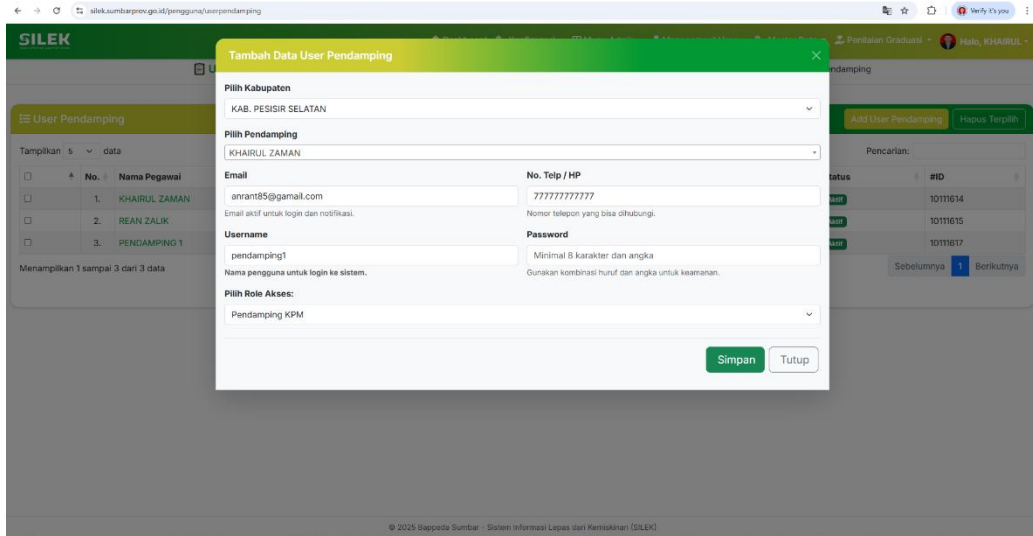 silek.sumbarprov.go.id/pengguna/userpendamping
Verify it's you
SILEK
Penilaian Graduasi
Halo, KHAIRUL
Tambah Data User Pendamping
U
endamping
User Pendamping
Add User Pendamping
Hapus Terpilih
Tampilkan 5 data
Pencarian:
No. Nama Pegawai
tatus #ID
1. KHAIRUL ZAMAN
10111614
2. REAN ZALIK
10111615
3. PENDAMPING 1
10111617
Menampilkan 1 sampai 3 dari 3 data
Sebelumnya 1 Berikutnya
Pilih Kabupaten
KAB. PESISIR SELATAN
Pilih Pendamping
KHAIRUL ZAMAN
Email No. Telp / HP
anrant85@gamail.com 777777777777
Email aktif untuk login dan notifikasi. Nomor telepon yang bisa dihubungi.
Username Password
pendamping1 Minimal 8 karakter dan angka
Nama pengguna untuk login ke sistem. Gunakan kombinasi huruf dan angka untuk keamanan.
Pilih Role Akses:
Pendamping KPM
Simpan Tutup
© 2025 Bappeda Sumbar - Sistem Informasi Lepas dari Kemiskinan (SILEK)